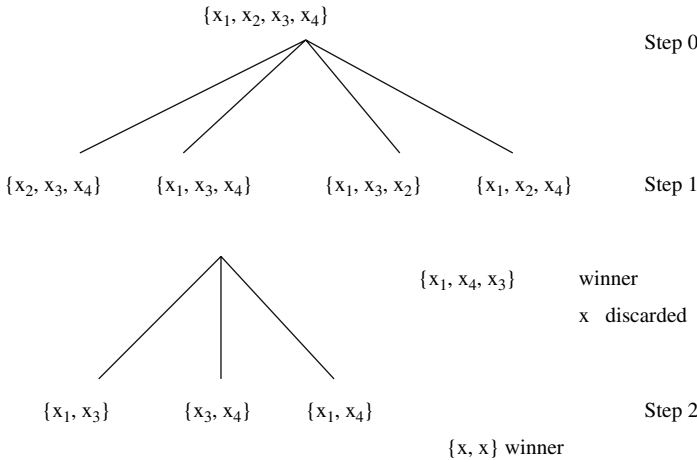 {x₁, x₂, x₃, x₄}
Step 0
{x₂, x₃, x₄} {x₁, x₃, x₄} {x₁, x₃, x₂} {x₁, x₂, x₄} Step 1
{x₁, x₄, x₃} winner
x discarded
{x₁, x₃} {x₃, x₄} {x₁, x₄} Step 2
{x, x} winner